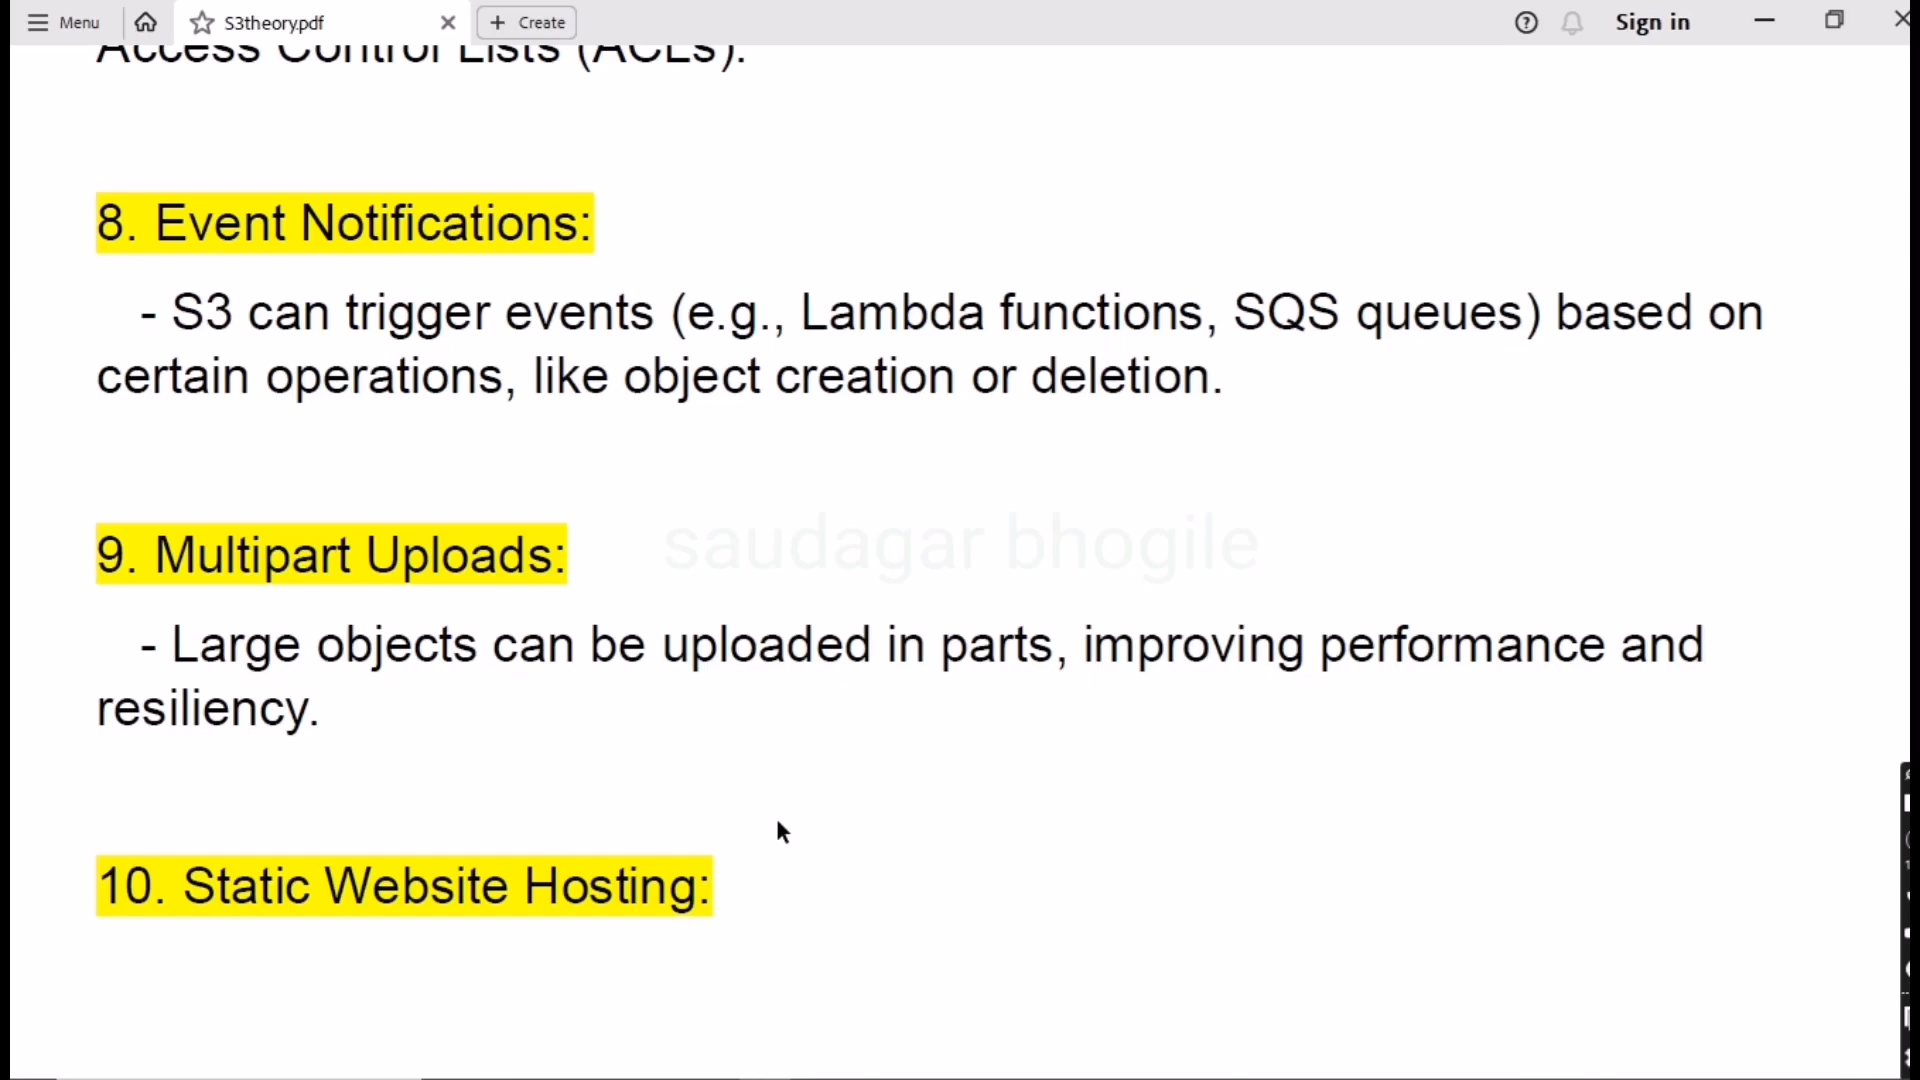 Menu
S3theory.pdf
+ Create
Sign in
Access Control Lists (ACLs).
8. Event Notifications:
- S3 can trigger events (e.g., Lambda functions, SQS queues) based on
certain operations, like object creation or deletion.
saudagar bhogile
9. Multipart Uploads:
- Large objects can be uploaded in parts, improving performance and
resiliency.
10. Static Website Hosting: